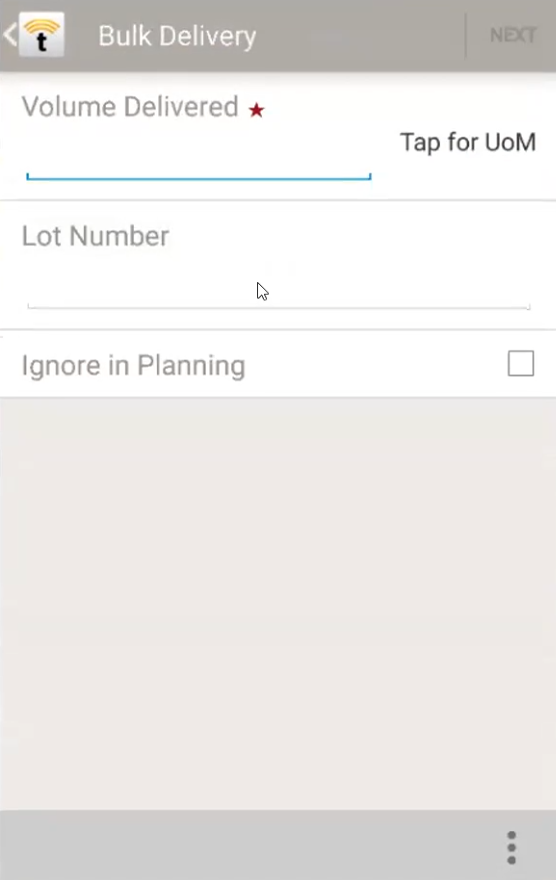 t
Bulk Delivery
NEXT
Volume Delivered ★
Tap for UoM
Lot Number
Ignore in Planning